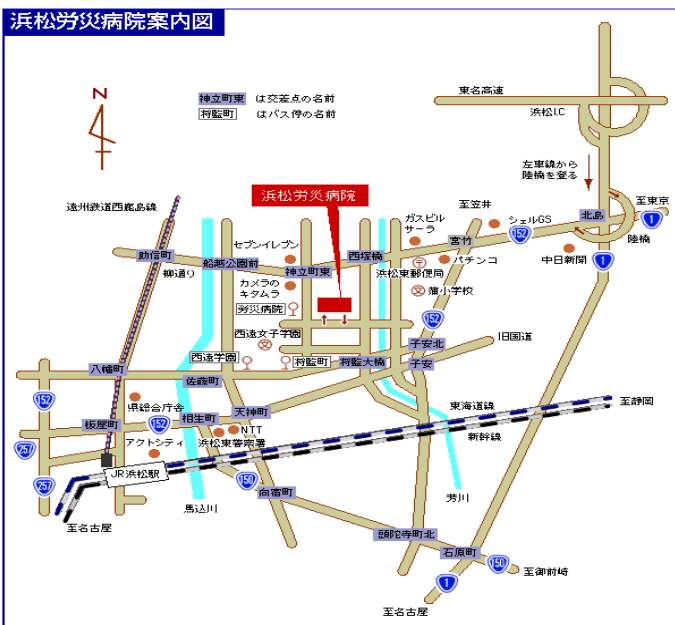 浜松労災病院案内図
N
神立町東 は交差点の名前
将監町 はバス停の名前
東名高速
浜松I.C
左車線から
陸橋を登る
至東京
1
陸橋
北島
152
シェルGS
至笠井
宮竹
ガスビル
サーラ
浜松労災病院
遠州鉄道西鹿島線
助信町
柳通り
船越公園前
セブンイレブン
神立町東
西塚橋
浜松東郵便局
パチンコ
中日新聞
1
カメラの
キタムラ
蒲小学校
労災病院
152
西遠女子学園
旧国道
子安北
八幡町
西遠学園
将監町
将監大橋
子安
佐藤町
152
県総合庁舎
天神町
東海道線
至静岡
板屋町
152
相生町
NTT
新幹線
257
アクトシティ
浜松東警察署
JR浜松駅
150
257
向宿町
馬込川
芳川
至名古屋
頭陀寺町北
石原町
150
至御前崎
1
至名古屋